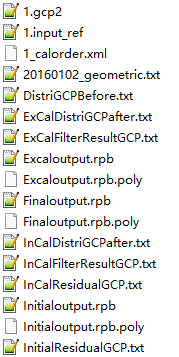 1.gcp2
1.input_ref
1_calorder.xml
20160102_geometric.txt
DistriGCPBefore.txt
ExCalDistriGCPafter.txt
ExCalFilterResultGCP.txt
Excaloutput.rpb
Excaloutput.rpb.poly
Finaloutput.rpb
Finaloutput.rpb.poly
InCalDistriGCPafter.txt
InCalFilterResultGCP.txt
InCalResidualGCP.txt
Initialoutput.rpb
Initialoutput.rpb.poly
InitialResidualGCP.txt